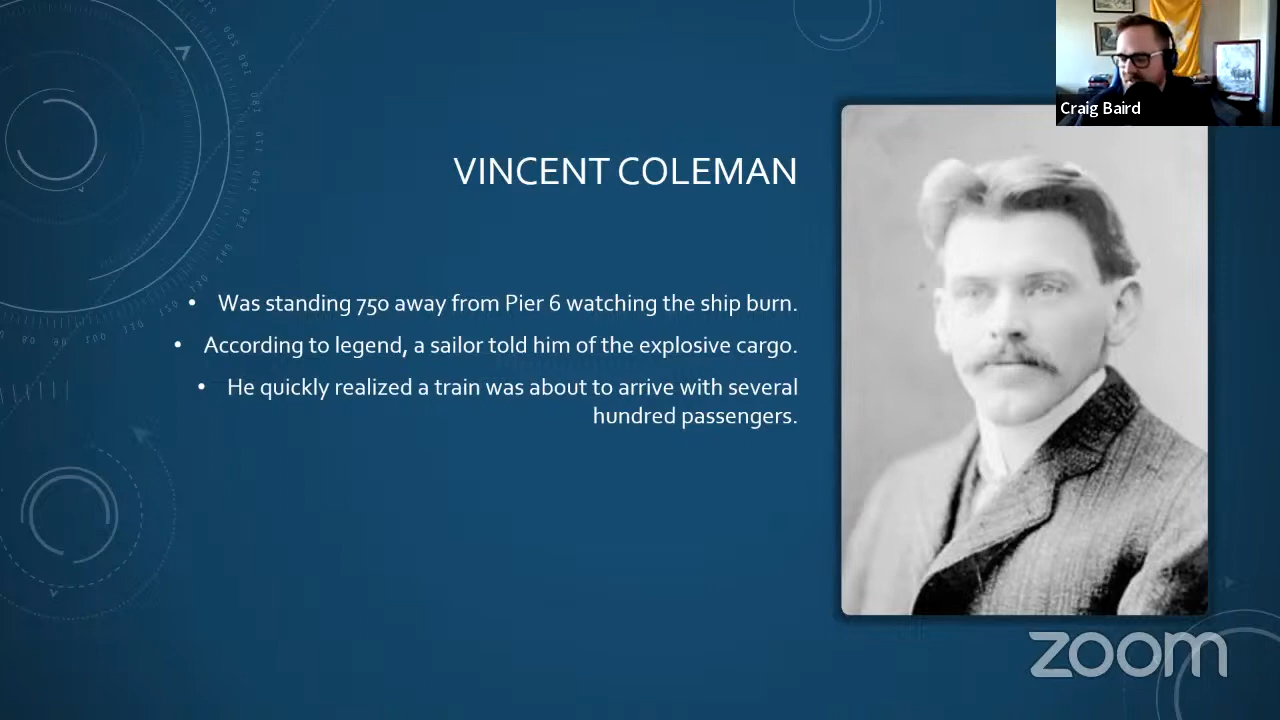 Craig Baird
VINCENT COLEMAN
• Was standing 750 away from Pier 6 watching the ship burn.
• According to legend, a sailor told him of the explosive cargo.
• He quickly realized a train was about to arrive with several
hundred passengers.
zoom